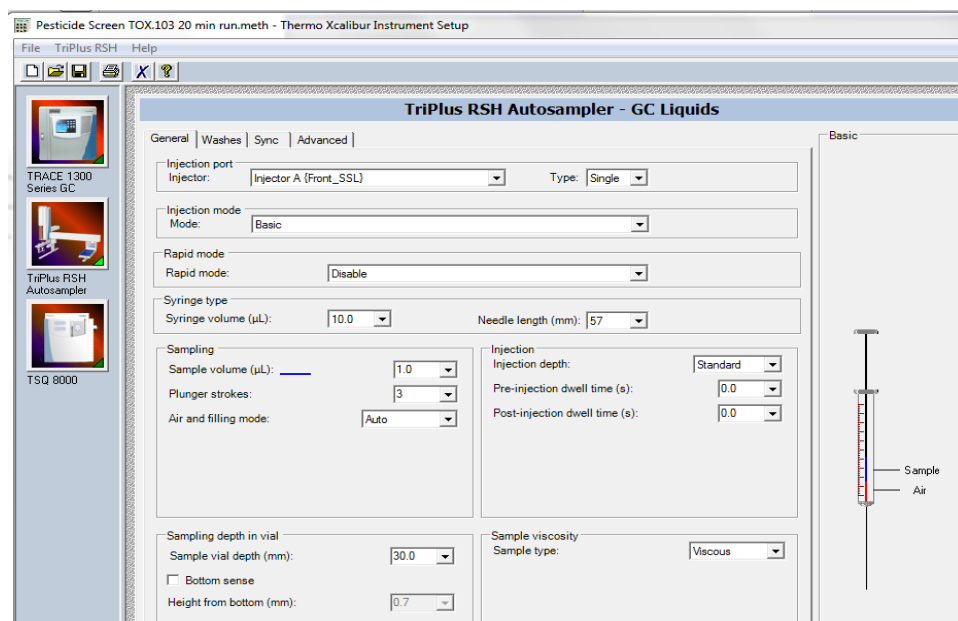 Pesticide Screen TOX.103 20 min run.meth - Thermo Xcalibur Instrument Setup
File TriPlus RSH Help
TriPlus RSH Autosampler - GC Liquids
TRACE 1300
Series GC
TriPlus RSH
Autosampler
TSQ 8000
General Washes Sync Advanced
Injection port
Injector: Injector A {Front_SSL} Type: Single
Injection mode
Mode: Basic
Rapid mode
Rapid mode: Disable
Syringe type
Syringe volume (µL): 10.0 Needle length (mm): 57
Sampling
Sample volume (µL): 1.0
Plunger strokes: 3
Air and filling mode: Auto
Injection
Injection depth: Standard
Pre-injection dwell time (s): 0.0
Post-injection dwell time (s): 0.0
Sampling depth in vial
Sample vial depth (mm): 30.0
Bottom sense
Height from bottom (mm): 0.7
Sample viscosity
Sample type: Viscous
Basic
Sample
Air